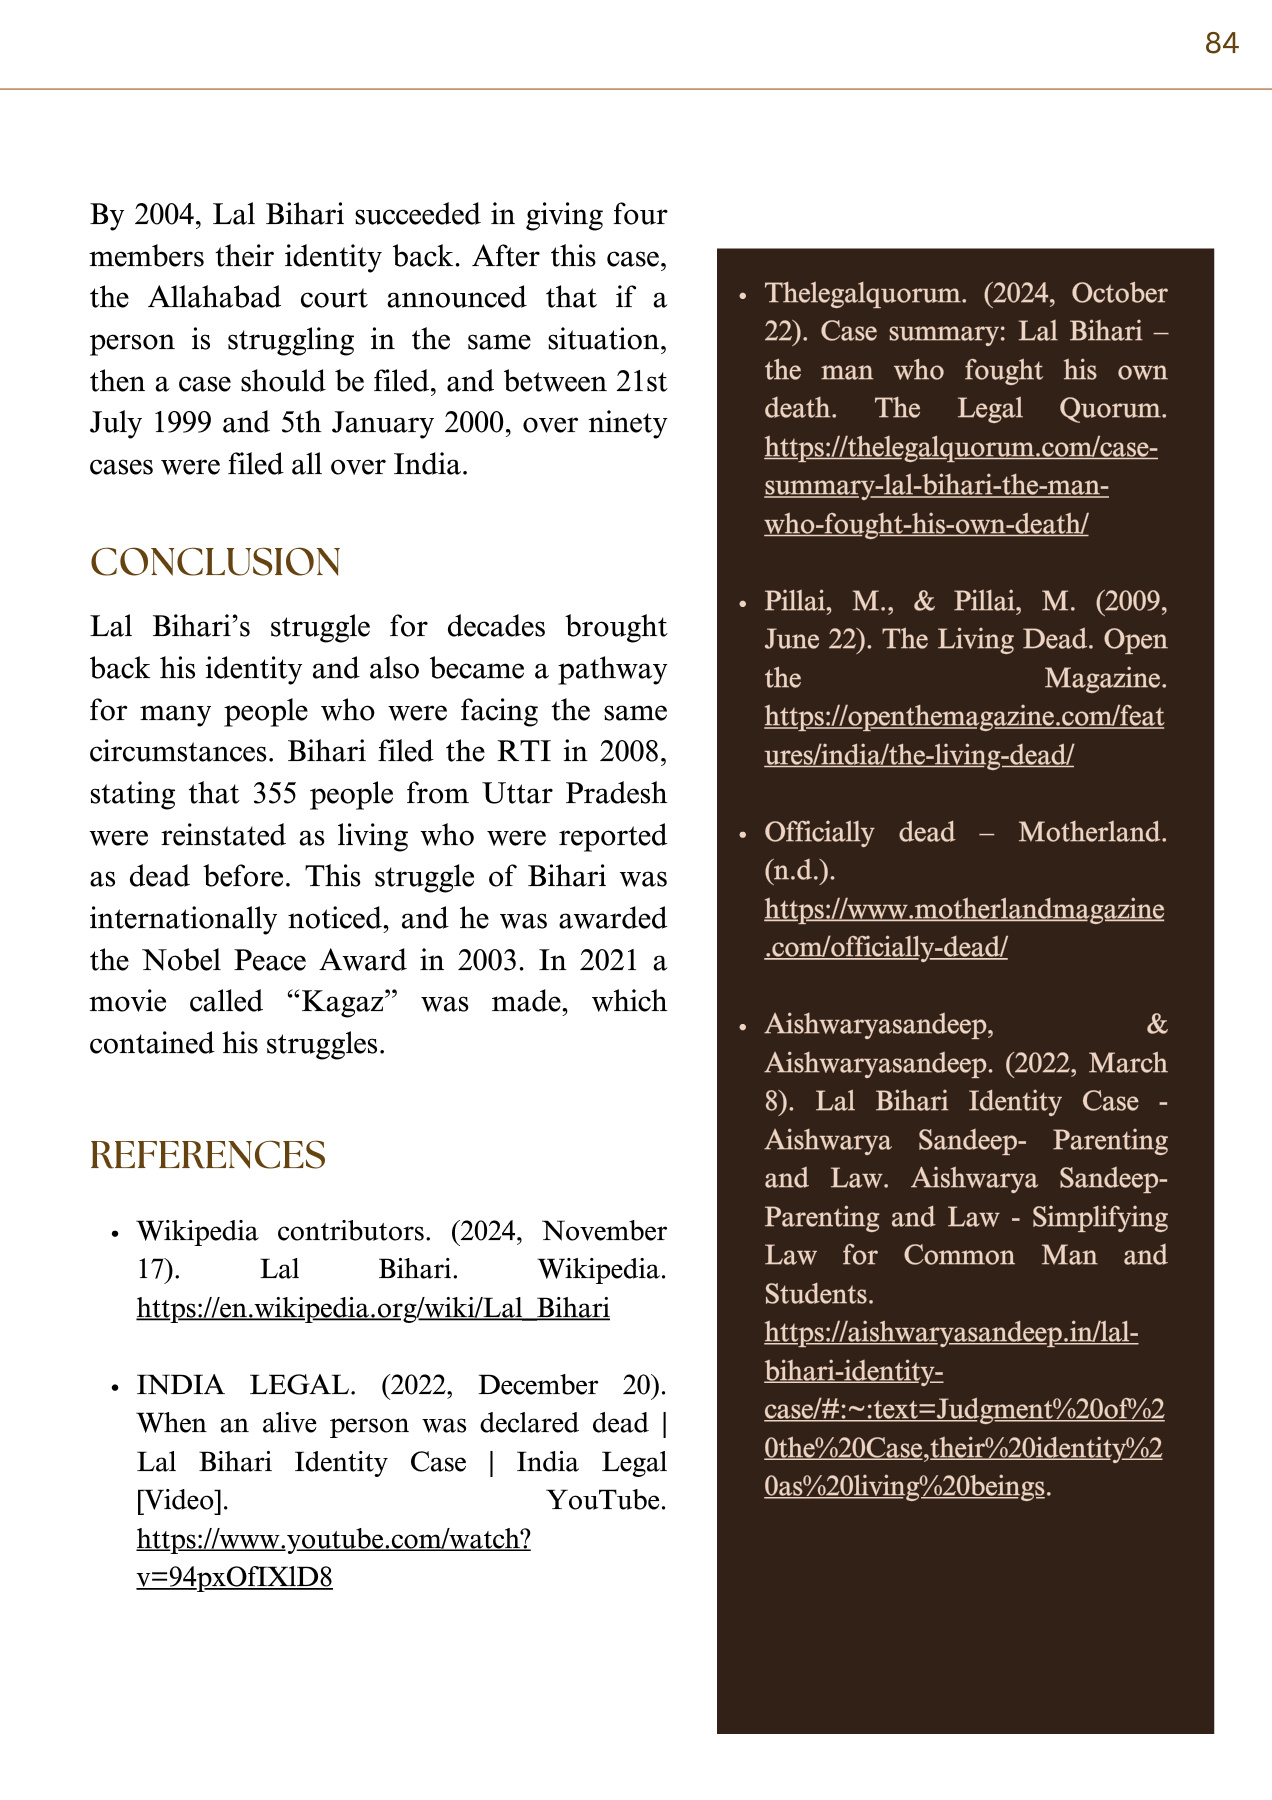 84
By 2004, Lal Bihari succeeded in giving four
members their identity back. After this case,
the Allahabad court announced that if a
person is struggling in the same situation,
then a case should be filed, and between 21st
July 1999 and 5th January 2000, over ninety
cases were filed all over India.
CONCLUSION
Lal Bihari’s struggle for decades brought
back his identity and also became a pathway
for many people who were facing the same
circumstances. Bihari filed the RTI in 2008,
stating that 355 people from Uttar Pradesh
were reinstated as living who were reported
as dead before. This struggle of Bihari was
internationally noticed, and he was awarded
the Nobel Peace Award in 2003. In 2021 a
movie called “Kagaz” was made, which
contained his struggles.
REFERENCES
• Wikipedia contributors. (2024, November
17). Lal Bihari. Wikipedia.
https://en.wikipedia.org/wiki/Lal_Bihari
• INDIA LEGAL. (2022, December 20).
When an alive person was declared dead |
Lal Bihari Identity Case | India Legal
[Video]. YouTube.
https://www.youtube.com/watch?
v=94pxOfIXlD8
• Thelegalquorum. (2024, October
22). Case summary: Lal Bihari –
the man who fought his own
death. The Legal Quorum.
https://thelegalquorum.com/case-
summary-lal-bihari-the-man-
who-fought-his-own-death/
• Pillai, M., & Pillai, M. (2009,
June 22). The Living Dead. Open
the Magazine.
https://openthemagazine.com/feat
ures/india/the-living-dead/
• Officially dead – Motherland.
(n.d.).
https://www.motherlandmagazine
.com/officially-dead/
• Aishwaryasandeep, &
Aishwaryasandeep. (2022, March
8). Lal Bihari Identity Case -
Aishwarya Sandeep- Parenting
and Law. Aishwarya Sandeep-
Parenting and Law - Simplifying
Law for Common Man and
Students.
https://aishwaryasandeep.in/lal-
bihari-identity-
case/#:~:text=Judgment%20of%2
0the%20Case,their%20identity%2
0as%20living%20beings.